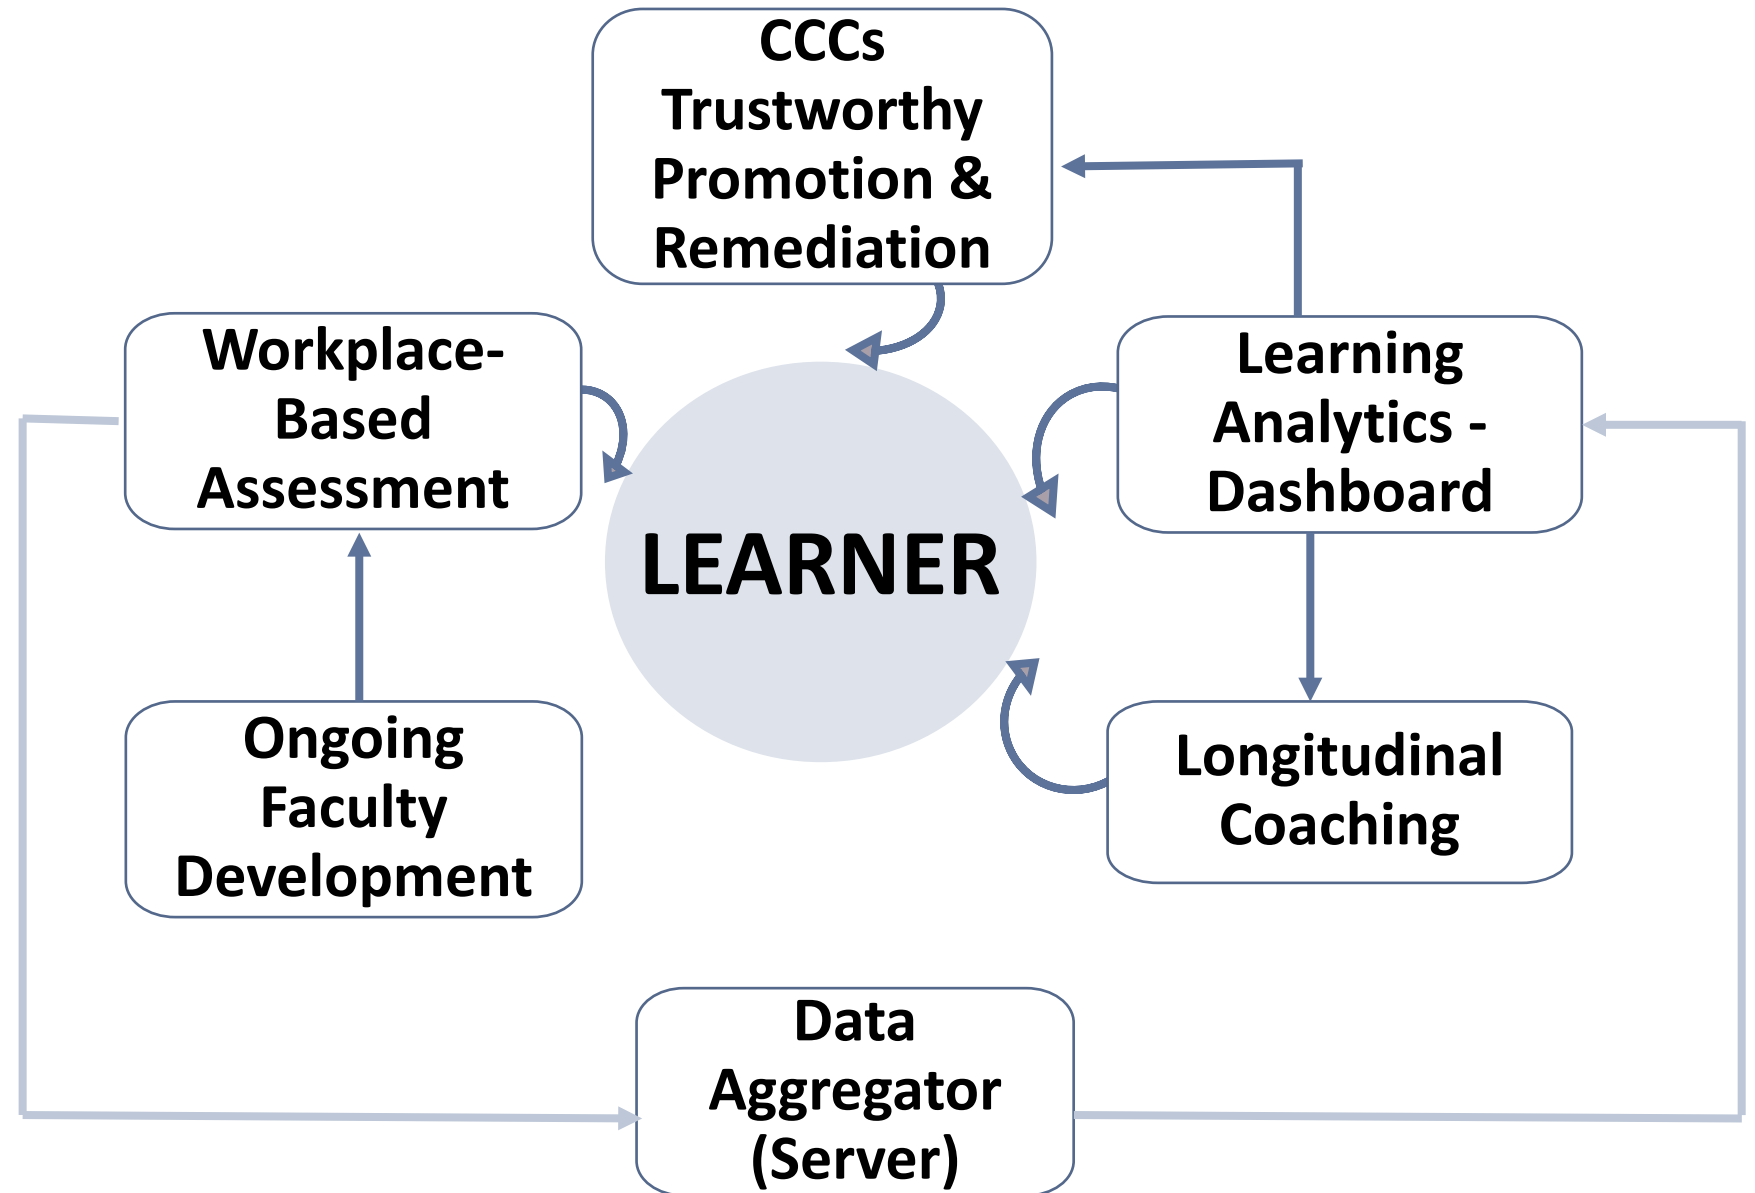 CCCs
Trustworthy
Promotion &
Remediation
Workplace-
Based
Assessment
Learning
Analytics -
Dashboard
LEARNER
Ongoing
Faculty
Development
Longitudinal
Coaching
Data
Aggregator
(Server)